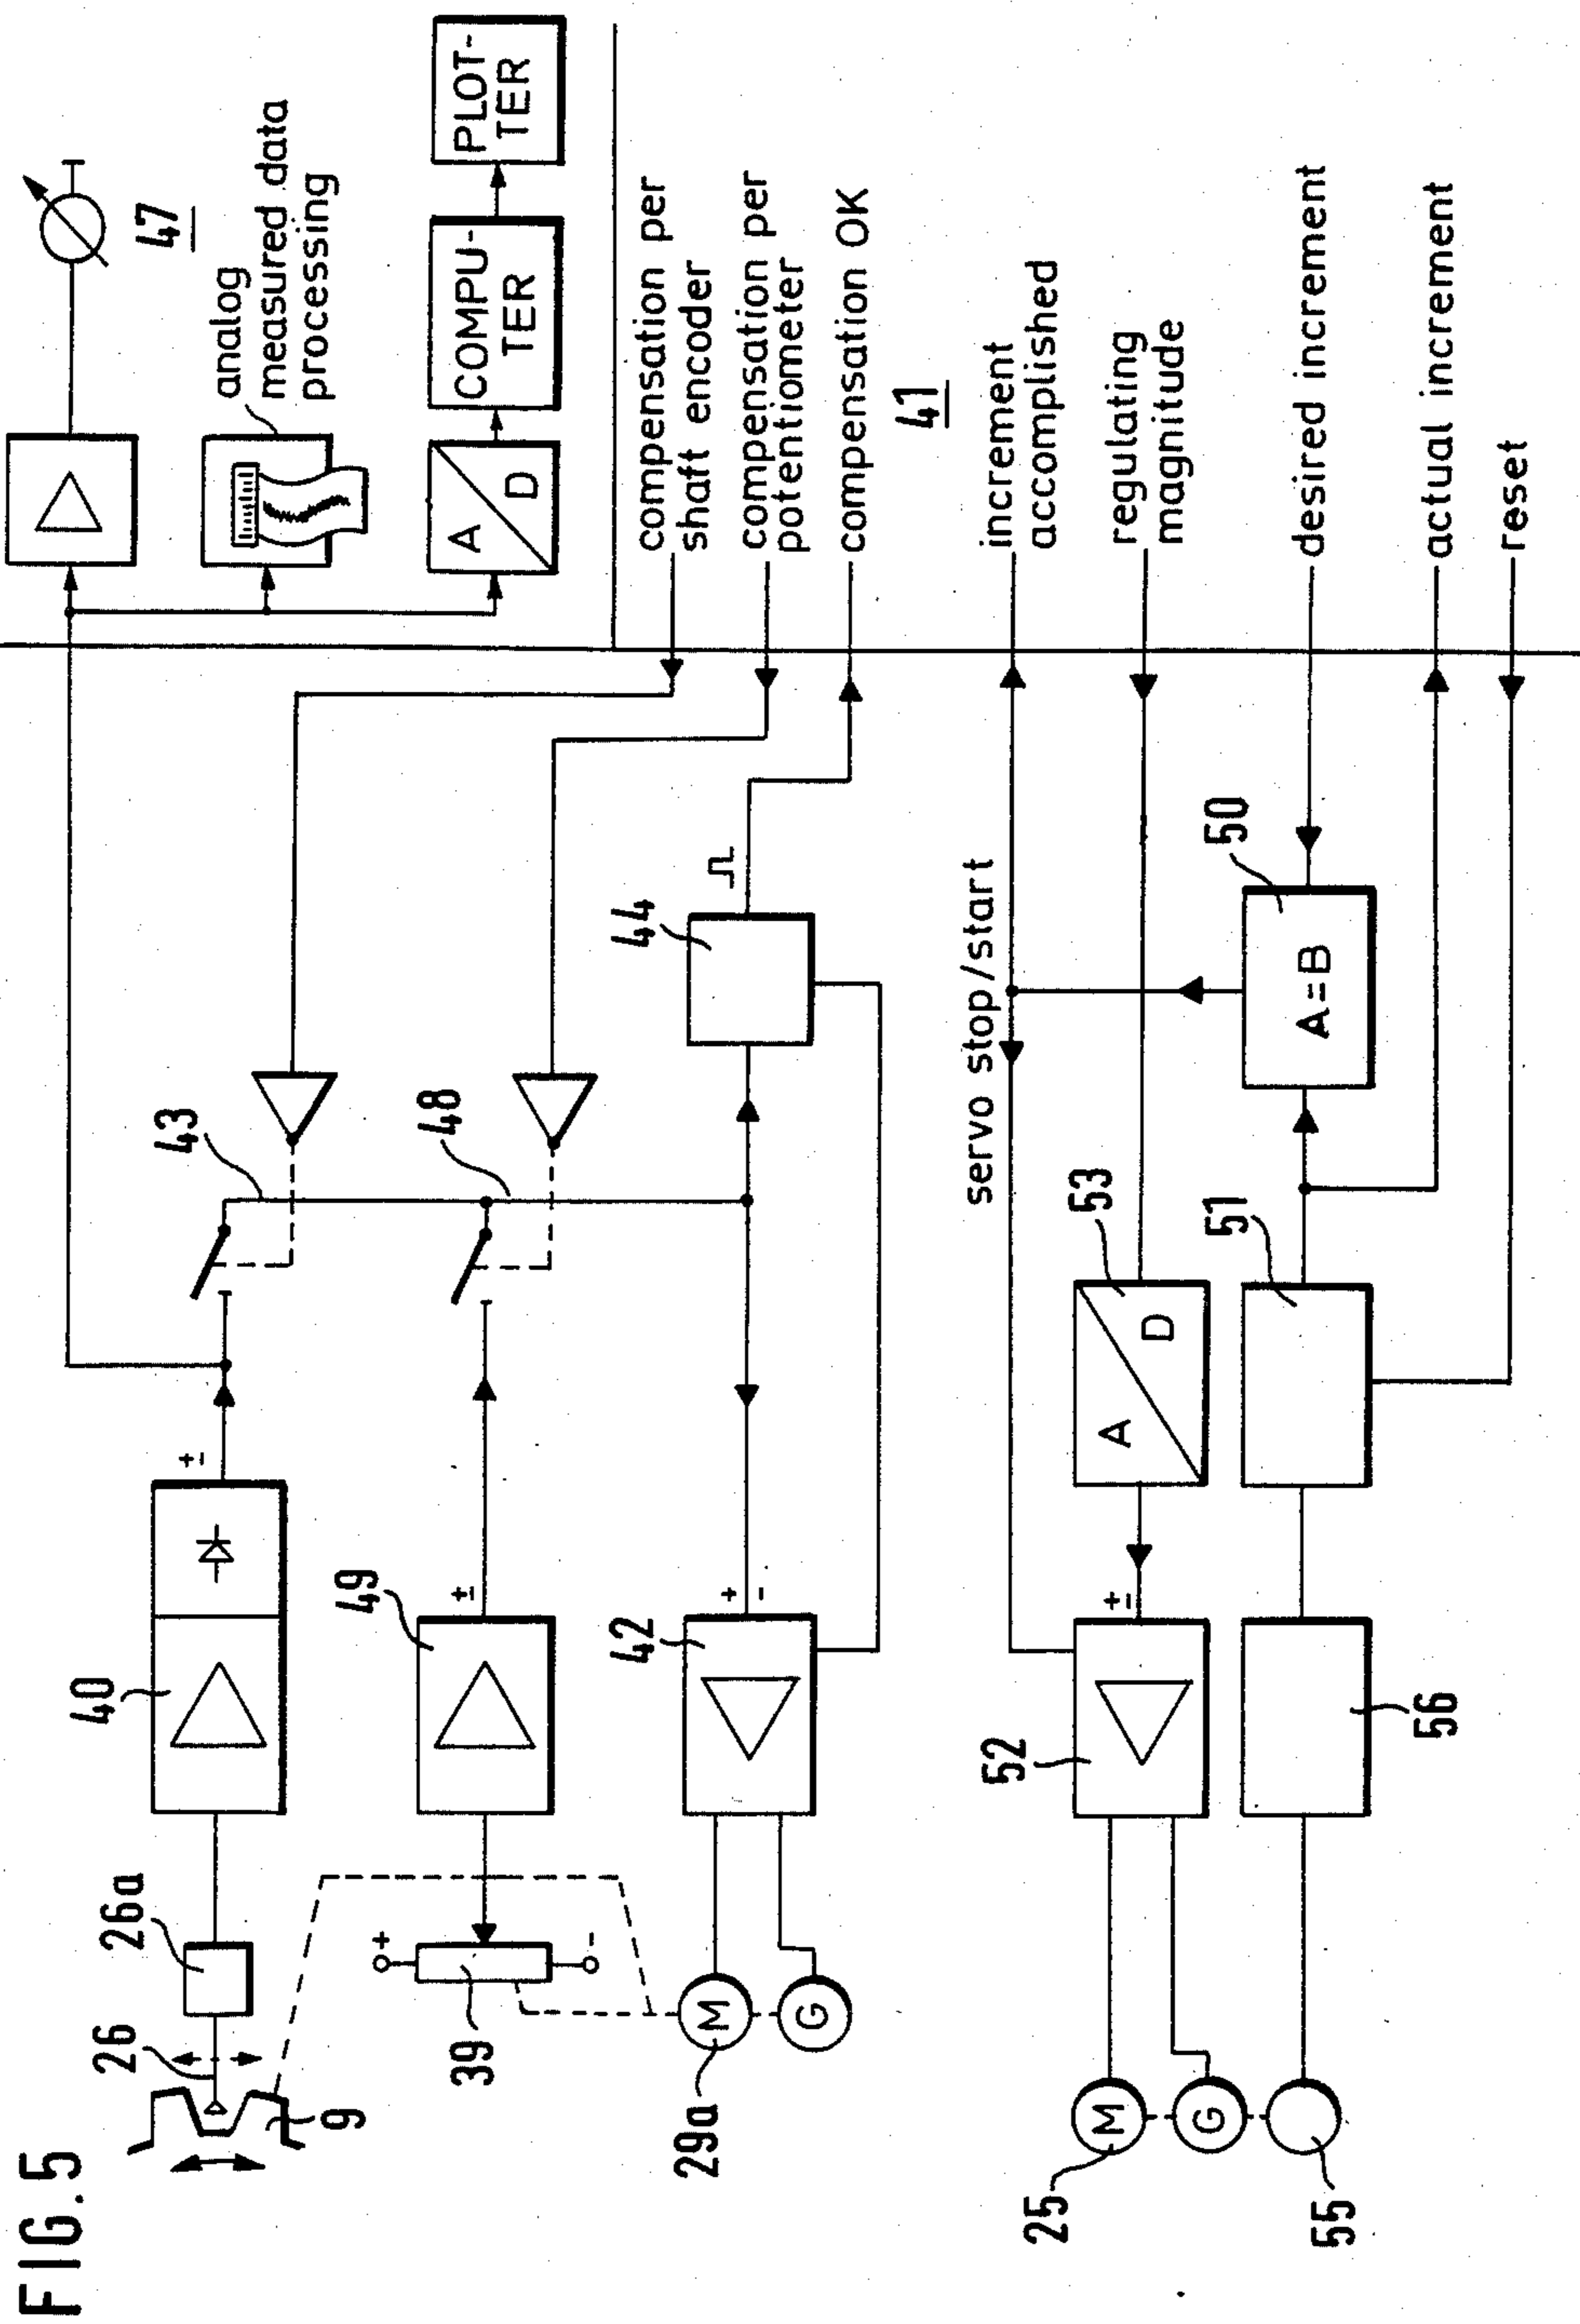 FIG. 5
9
26
26a
40
±
43
47
analog
measured data
processing
A
D
COMPU-
TER
PLOT-
TER
39
+
-
49
±
48
compensation per
shaft encoder
compensation per
potentiometer
compensation OK
29a
M
G
42
+
-
44
41
servo stop/start
increment
accomplished
regulating
magnitude
25
M
G
52
±
53
A
D
50
A=B
desired increment
actual increment
reset
55
56
51